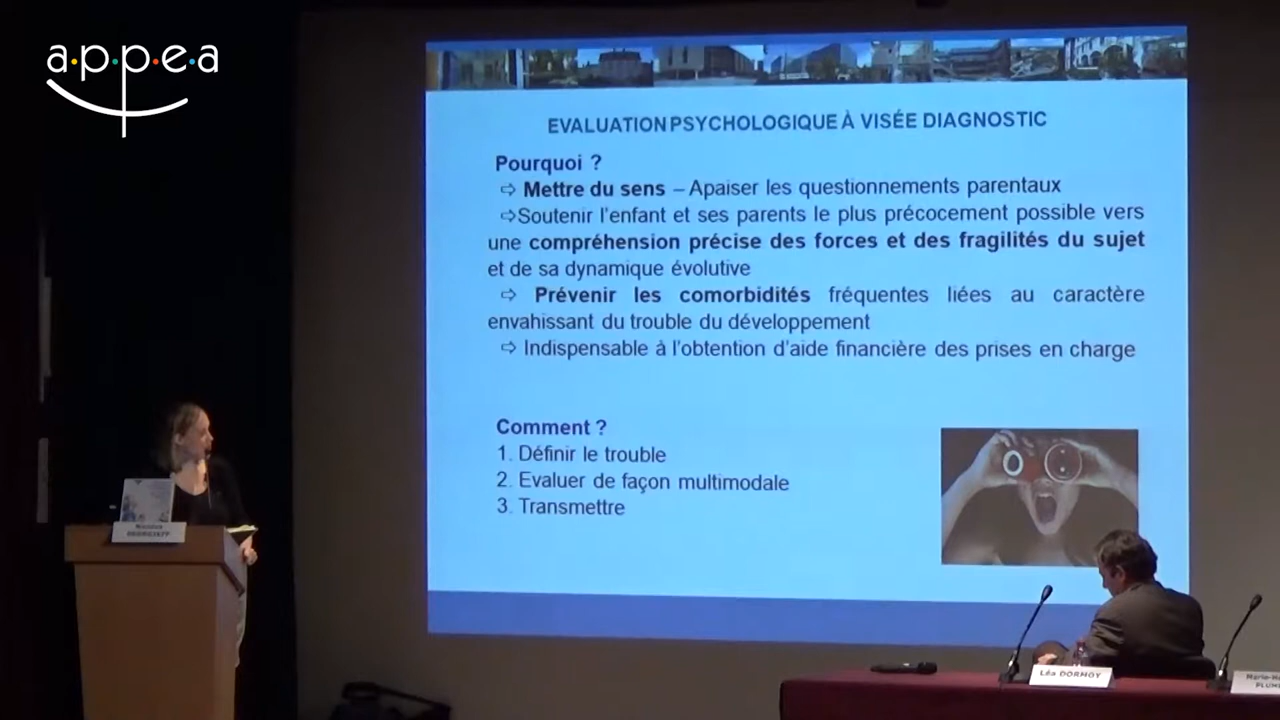 a·p·p·e·a
EVALUATION PSYCHOLOGIQUE À VISÉE DIAGNOSTIC
Pourquoi ?
⇨ Mettre du sens – Apaiser les questionnements parentaux
⇨Soutenir l'enfant et ses parents le plus précocement possible vers
une compréhension précise des forces et des fragilités du sujet
et de sa dynamique évolutive
⇨ Prévenir les comorbidités fréquentes liées au caractère
envahissant du trouble du développement
⇨ Indispensable à l'obtention d'aide financière des prises en charge
Comment ?
1. Définir le trouble
2. Evaluer de façon multimodale
3. Transmettre
Léa DORMOY